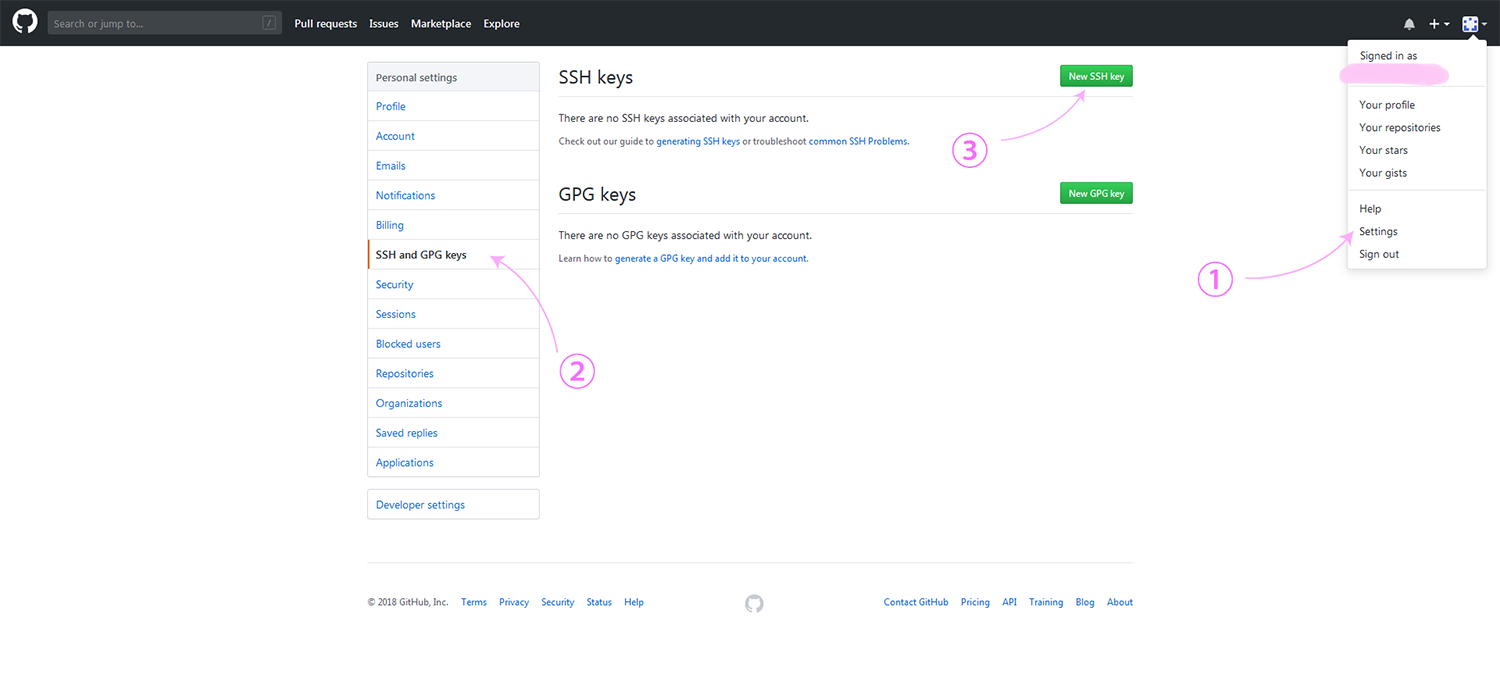 Search or jump to... /
Pull requests
Issues
Marketplace
Explore
Signed in as
Your profile
Your repositories
Your stars
Your gists
Help
Settings
Sign out
1
Personal settings
Profile
Account
Emails
Notifications
Billing
SSH and GPG keys
Security
Sessions
Blocked users
Repositories
Organizations
Saved replies
Applications
Developer settings
2
SSH keys
New SSH key
There are no SSH keys associated with your account.
Check out our guide to generating SSH keys or troubleshoot common SSH Problems.
3
GPG keys
New GPG key
There are no GPG keys associated with your account.
Learn how to generate a GPG key and add it to your account.
© 2018 GitHub, Inc.
Terms
Privacy
Security
Status
Help
Contact GitHub
Pricing
API
Training
Blog
About